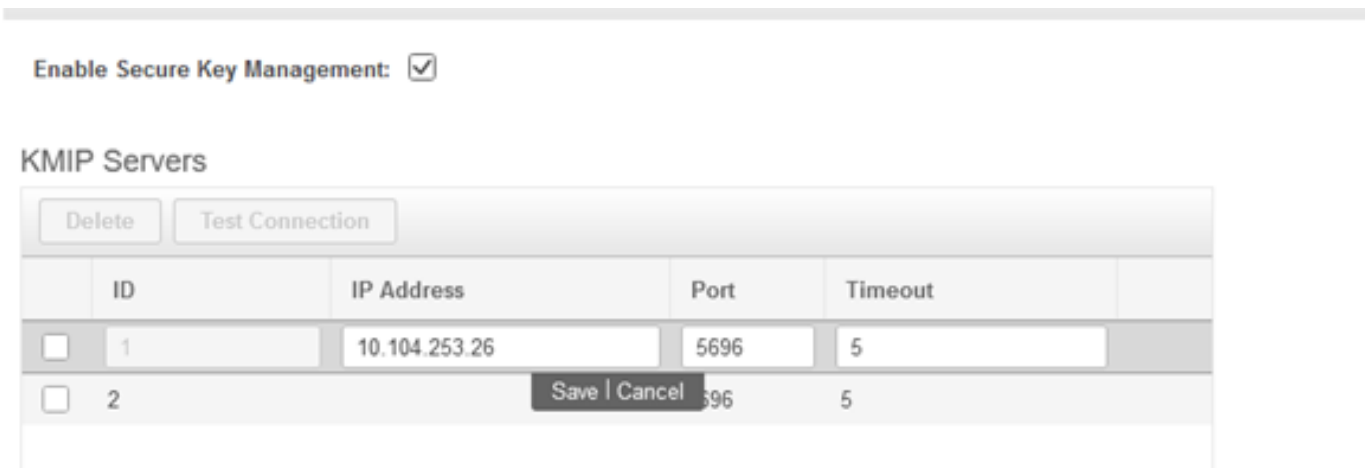 Enable Secure Key Management:
KMIP Servers
Delete Test Connection
ID IP Address Port Timeout
1 10.104.253.26 5696 5
Save | Cancel
2 696 5